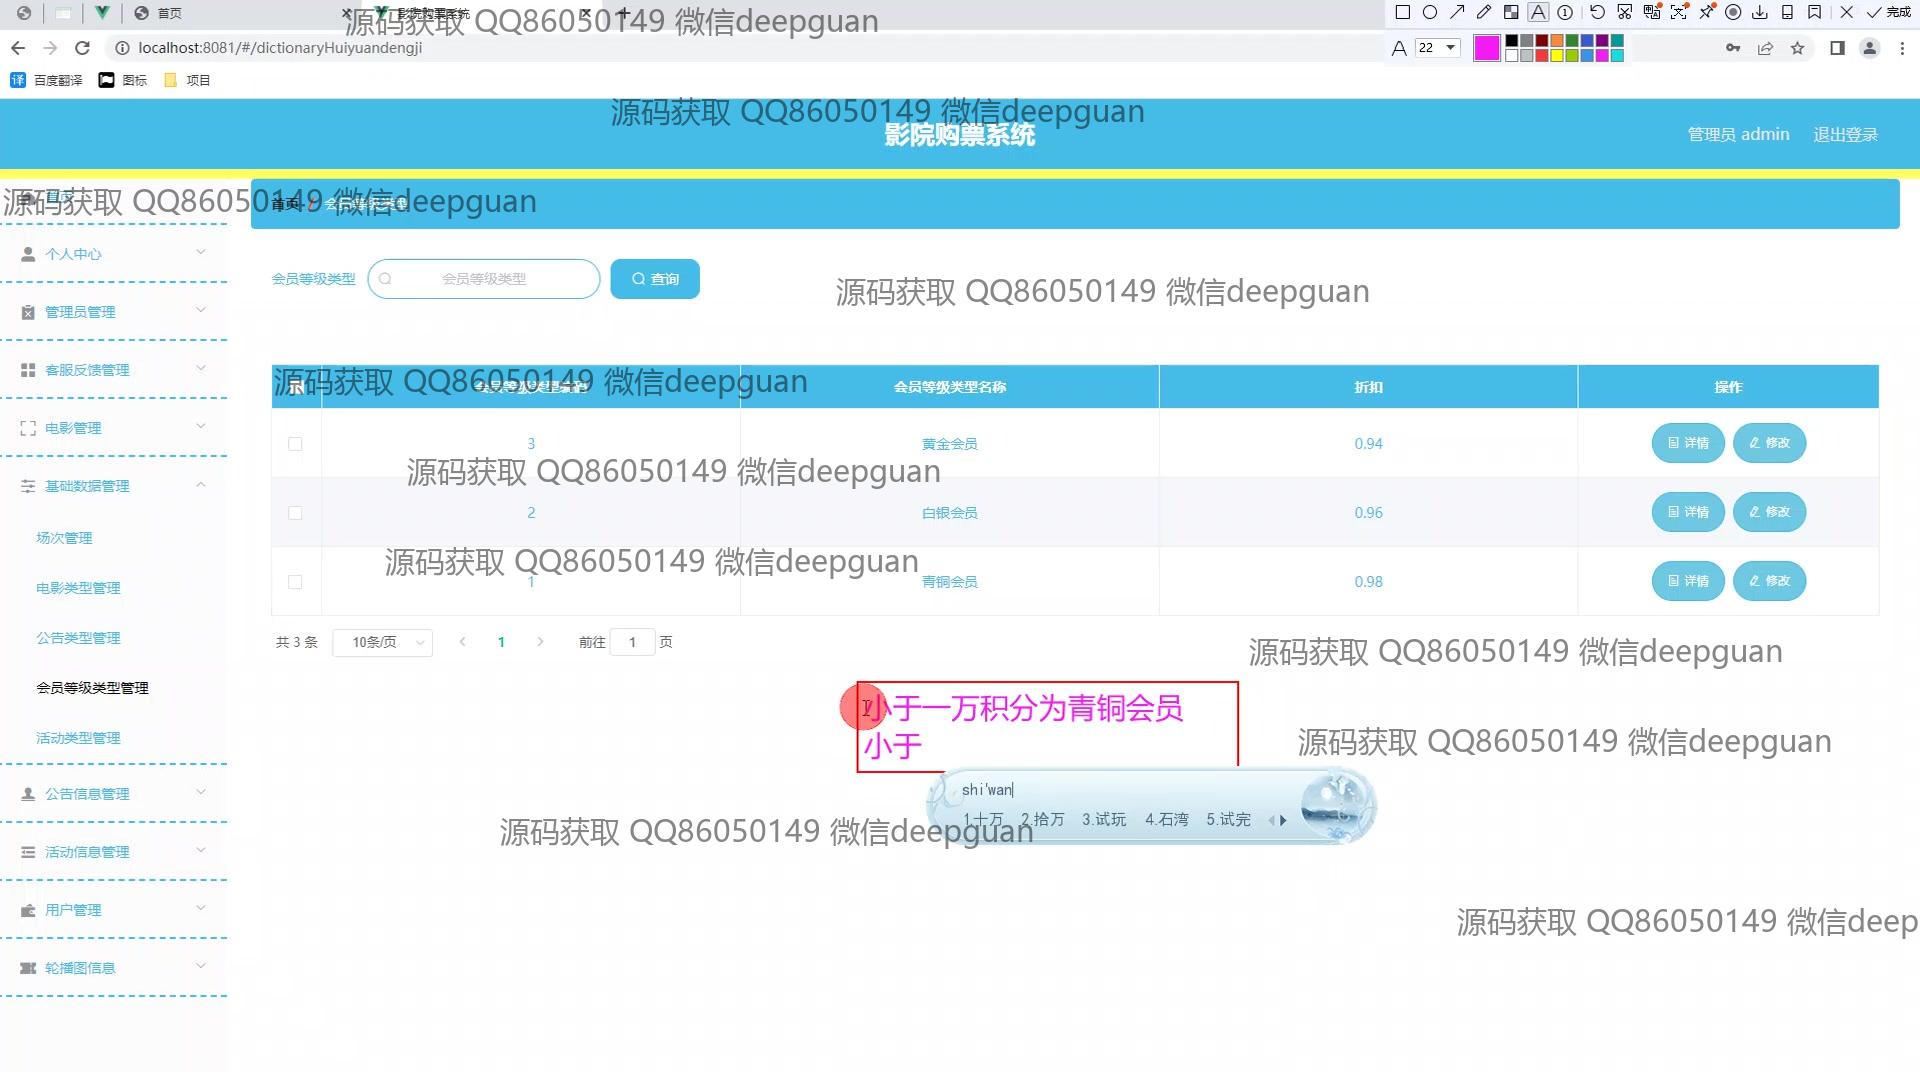 首页
影院购票系统
完成
localhost:8081/#/dictionaryHuiyuandengji
22
百度翻译
图标
项目
源码获取 QQ86050149 微信deepguan
源码获取 QQ86050149 微信deepguan
影院购票系统
管理员 admin
退出登录
源码获取 QQ86050149 微信deepguan
首页 / 会员等级类型
个人中心
管理员管理
客服反馈管理
电影管理
基础数据管理
场次管理
电影类型管理
公告类型管理
会员等级类型管理
活动类型管理
公告信息管理
活动信息管理
用户管理
轮播图信息
会员等级类型
会员等级类型
查询
源码获取 QQ86050149 微信deepguan
源码获取 QQ86050149 微信deepguan
会员等级类型编码
会员等级类型名称
折扣
操作
3
黄金会员
0.94
详情
修改
源码获取 QQ86050149 微信deepguan
2
白银会员
0.96
详情
修改
源码获取 QQ86050149 微信deepguan
1
青铜会员
0.98
详情
修改
共 3 条
10条/页
1
前往
1
页
源码获取 QQ86050149 微信deepguan
小于一万积分为青铜会员
小于
源码获取 QQ86050149 微信deepguan
shi'wan
1.十万 2.拾万 3.试玩 4.石湾 5.试完
源码获取 QQ86050149 微信deepguan
源码获取 QQ86050149 微信deep